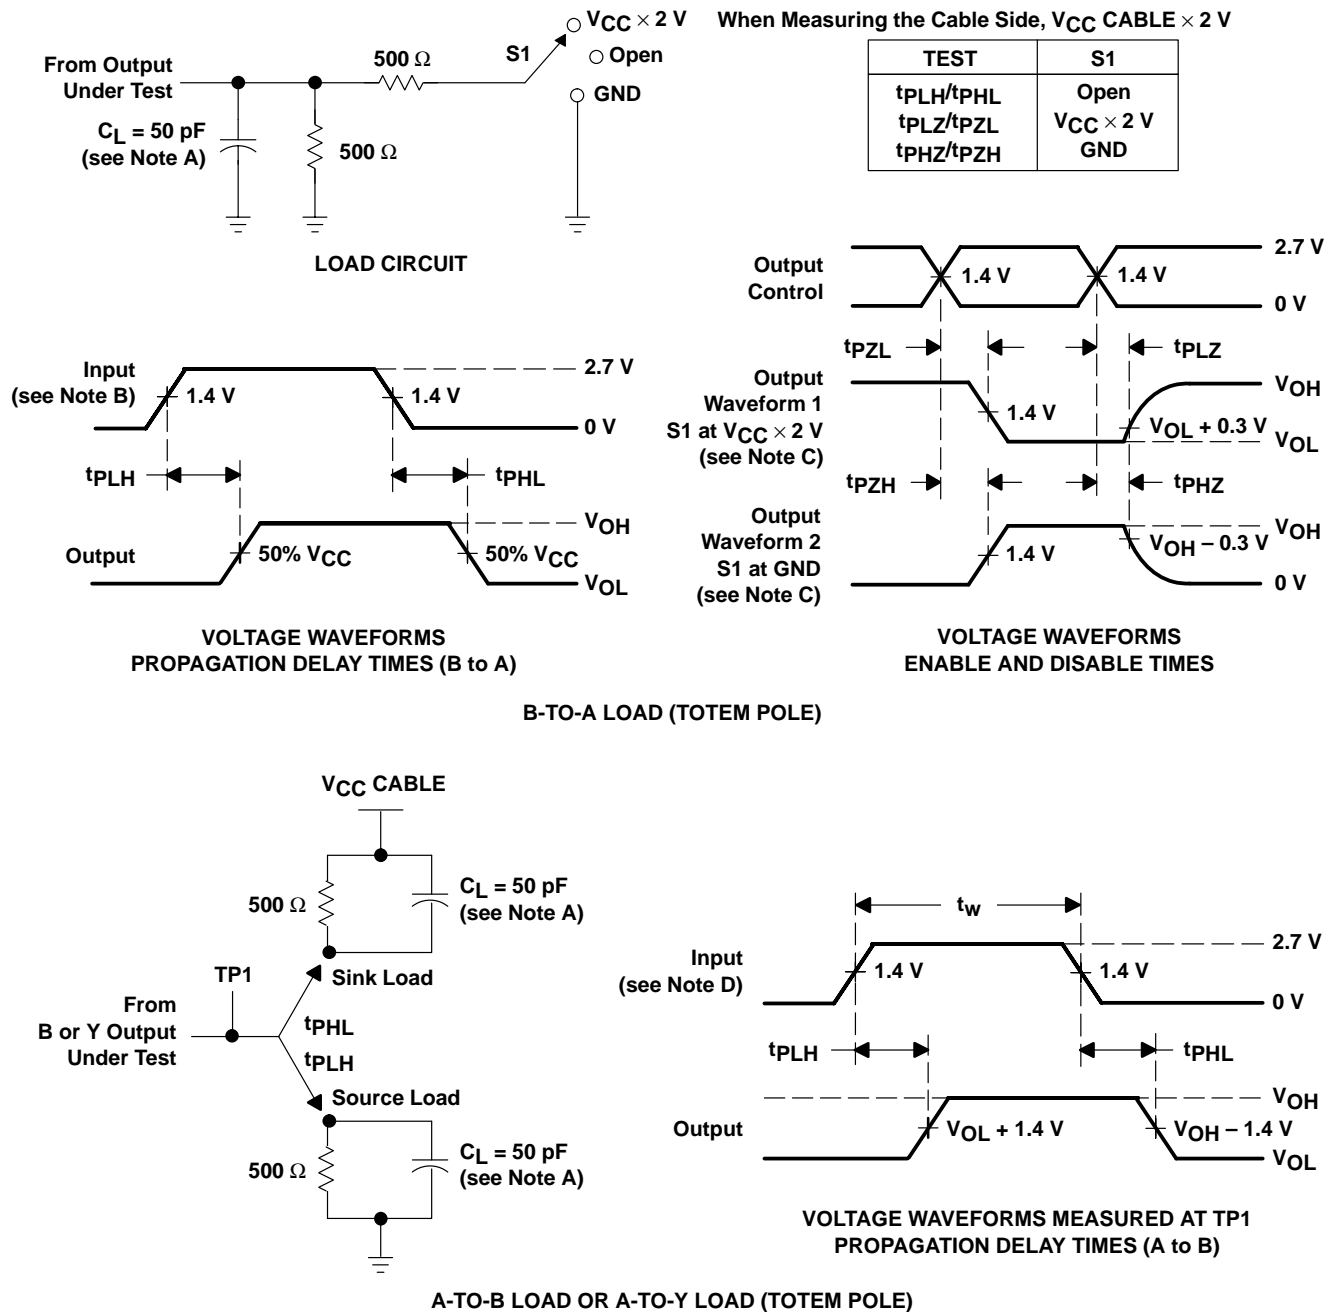 VCC × 2 V
When Measuring the Cable Side, VCC CABLE × 2 V
S1
Open
GND
500 Ω
From Output
Under Test
CL = 50 pF
(see Note A)
500 Ω
LOAD CIRCUIT
TEST S1
tPLH/tPHL Open
tPLZ/tPZL VCC × 2 V
tPHZ/tPZH GND
Input
(see Note B)
1.4 V
1.4 V
2.7 V
0 V
tPLH
tPHL
Output
50% VCC
50% VCC
VOH
VOL
VOLTAGE WAVEFORMS
PROPAGATION DELAY TIMES (B to A)
Output
Control
1.4 V
1.4 V
2.7 V
0 V
tPZL
tPLZ
Output
Waveform 1
S1 at VCC × 2 V
(see Note C)
1.4 V
VOH
VOL + 0.3 V
VOL
tPZH
tPHZ
Output
Waveform 2
S1 at GND
(see Note C)
1.4 V
VOH
VOH – 0.3 V
0 V
VOLTAGE WAVEFORMS
ENABLE AND DISABLE TIMES
B-TO-A LOAD (TOTEM POLE)
VCC CABLE
500 Ω
CL = 50 pF
(see Note A)
TP1
Sink Load
From
B or Y Output
Under Test
tPHL
tPLH
Source Load
500 Ω
CL = 50 pF
(see Note A)
tw
Input
(see Note D)
1.4 V
1.4 V
2.7 V
0 V
tPLH
tPHL
Output
VOL + 1.4 V
VOH
VOH – 1.4 V
VOL
VOLTAGE WAVEFORMS MEASURED AT TP1
PROPAGATION DELAY TIMES (A to B)
A-TO-B LOAD OR A-TO-Y LOAD (TOTEM POLE)